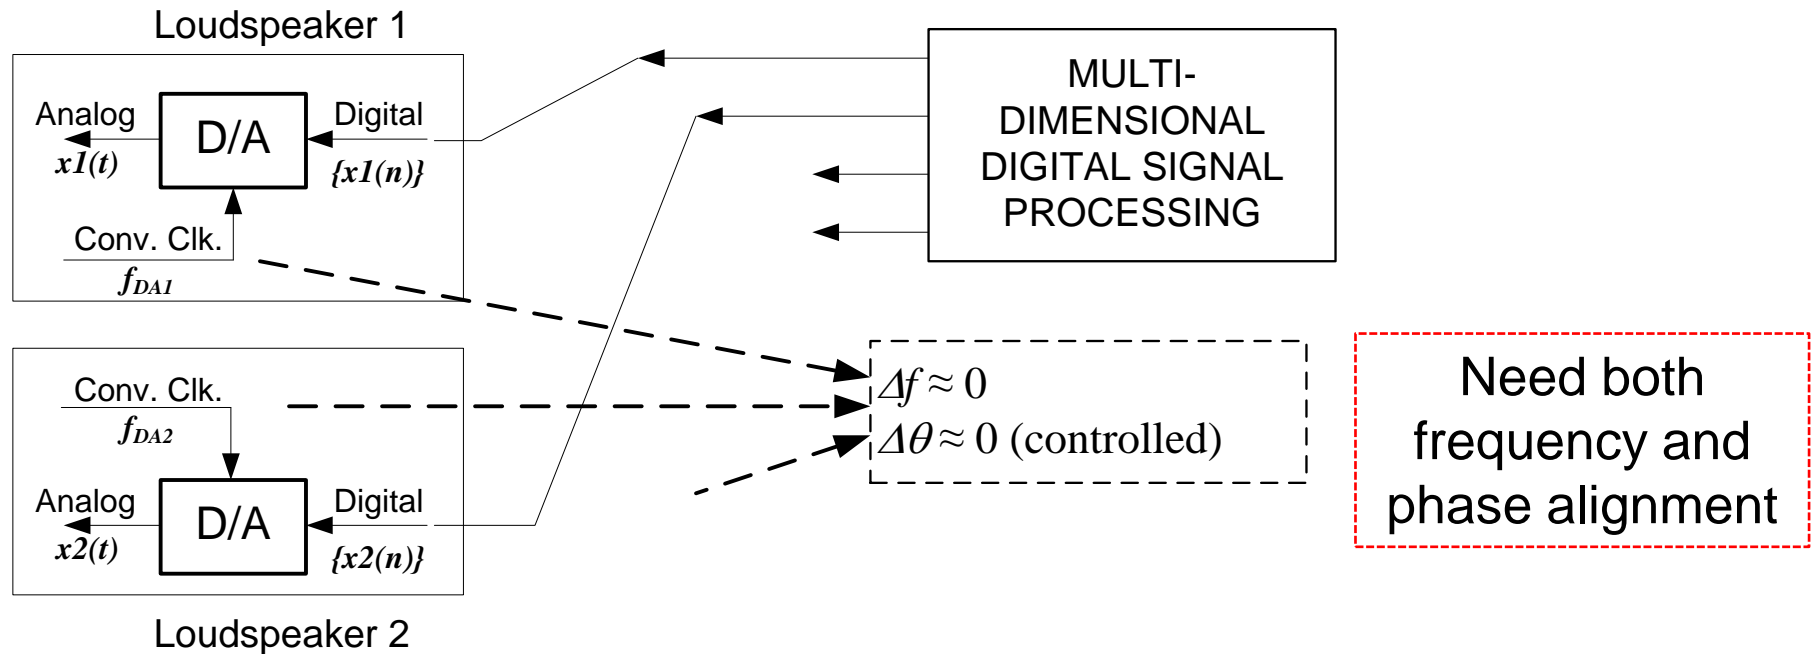 Loudspeaker 1
Analog
x1(t)
D/A
Digital
{x1(n)}
Conv. Clk.
fDA1
MULTI-
DIMENSIONAL
DIGITAL SIGNAL
PROCESSING
Conv. Clk.
fDA2
Analog
x2(t)
D/A
Digital
{x2(n)}
Loudspeaker 2
Δf ≈ 0
Δθ ≈ 0 (controlled)
Need both
frequency and
phase alignment